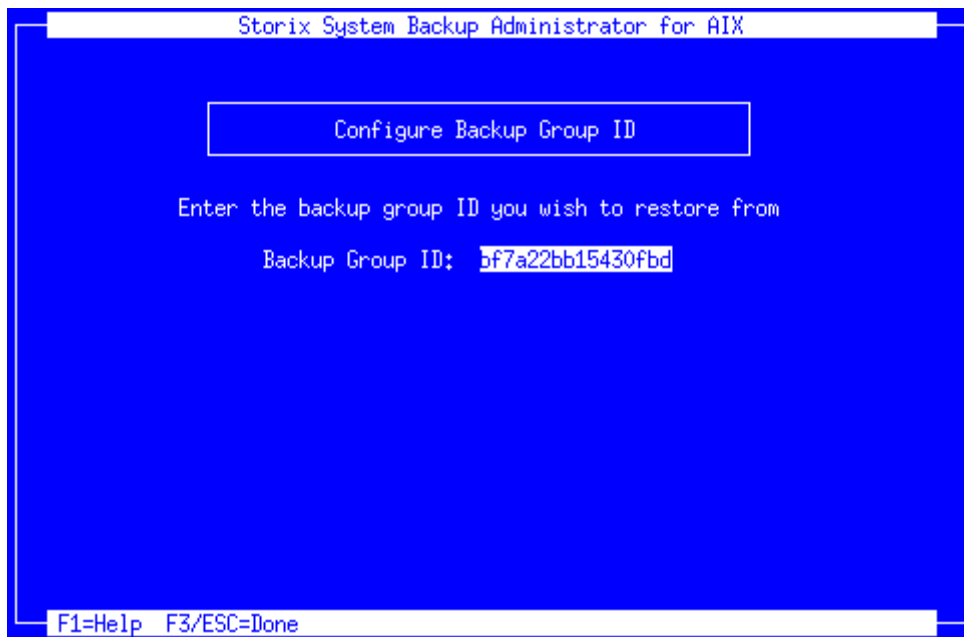 Storix System Backup Administrator for AIX
Configure Backup Group ID
Enter the backup group ID you wish to restore from
Backup Group ID: bf7a22bb15430fbd
F1=Help F3/ESC=Done